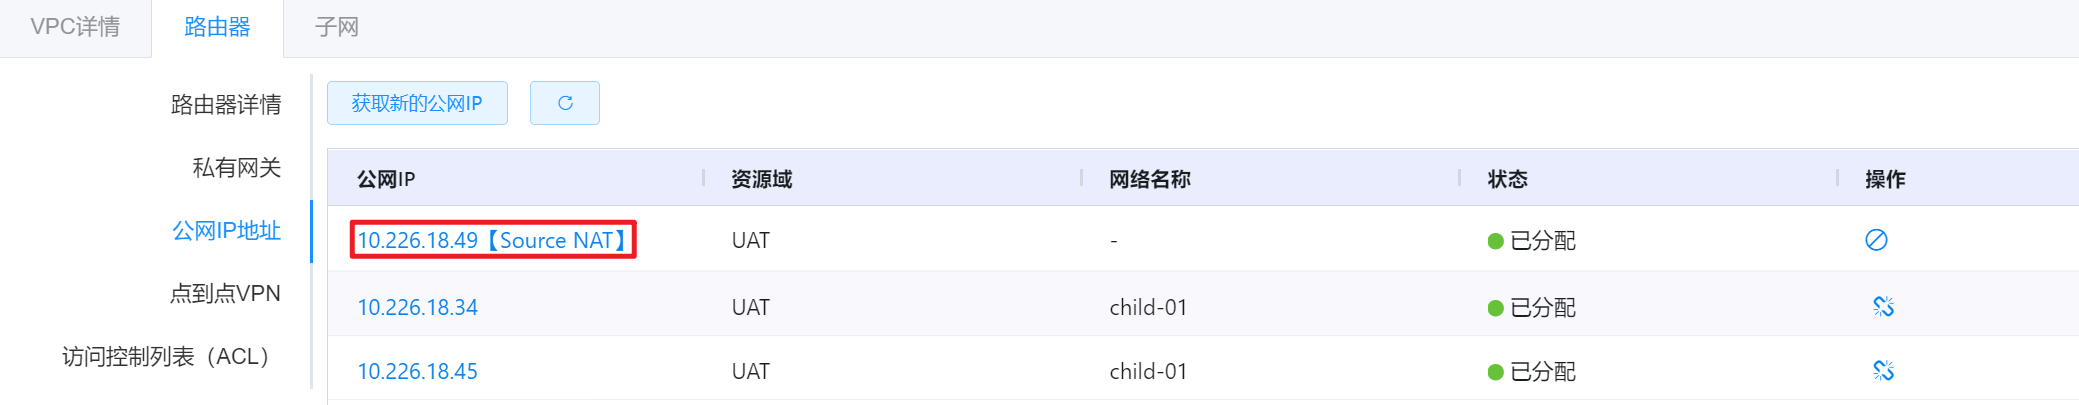 VPC详情 路由器 子网
路由器详情
私有网关
公网IP地址
点到点VPN
访问控制列表（ACL）
获取新的公网IP
公网IP 资源域 网络名称 状态 操作
10.226.18.49【Source NAT】 UAT - 已分配
10.226.18.34 UAT child-01 已分配
10.226.18.45 UAT child-01 已分配